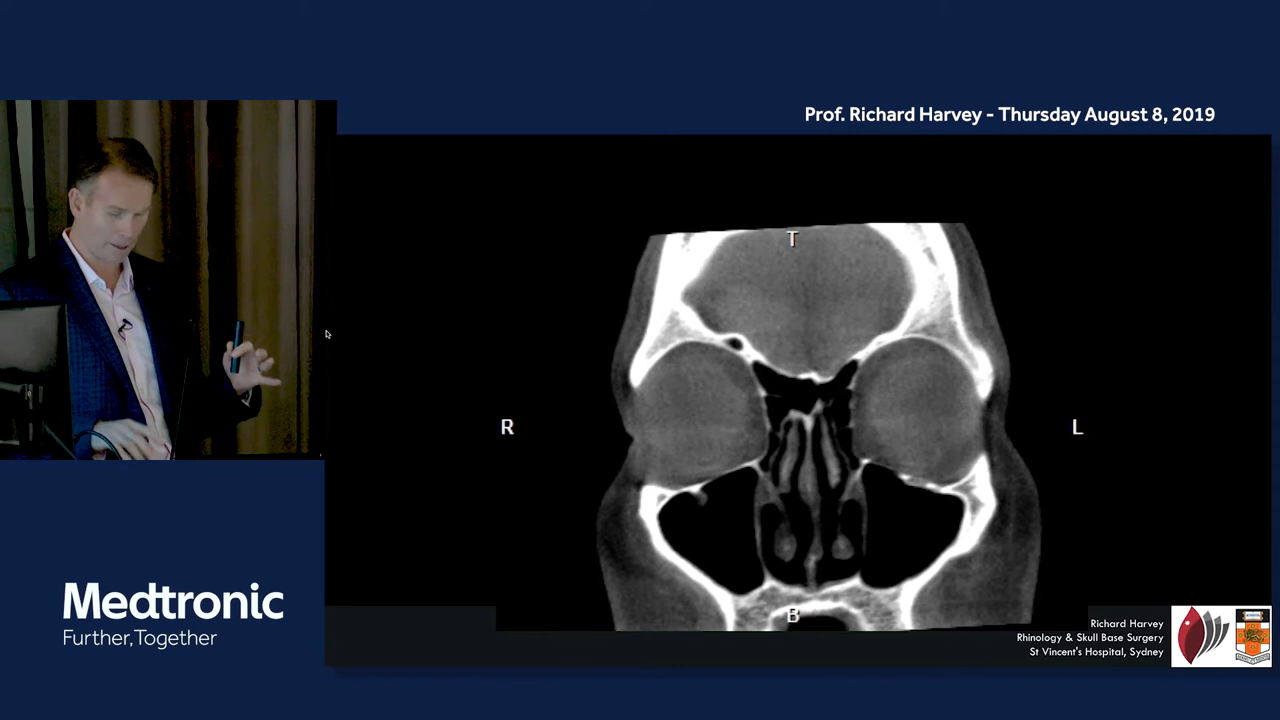 Prof. Richard Harvey - Thursday August 8, 2019
T
R
L
B
Medtronic
Further,Together
Richard Harvey
Rhinology & Skull Base Surgery
St Vincent's Hospital, Sydney